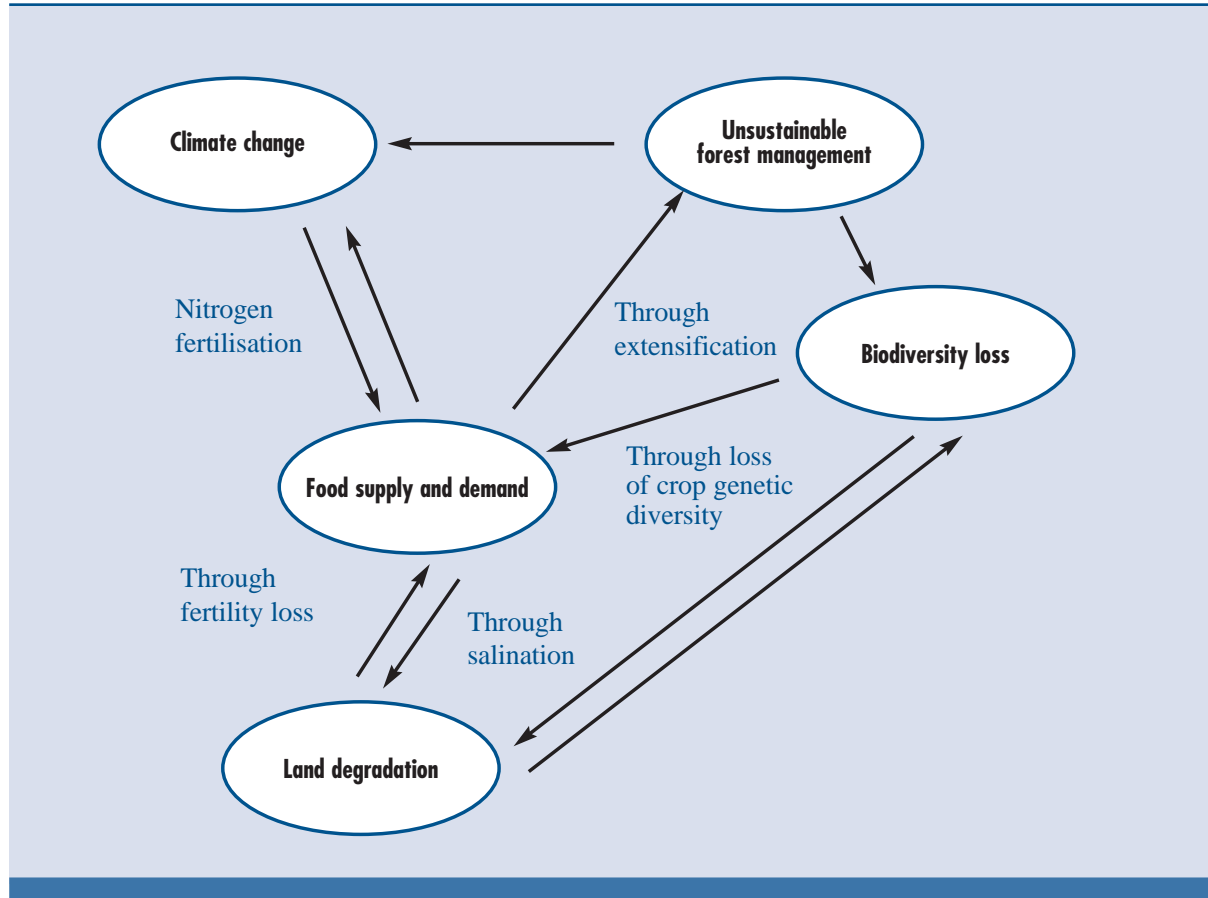 Climate change
Unsustainable
forest management
Nitrogen
fertilisation
Through
extensification
Biodiversity loss
Food supply and demand
Through loss
of crop genetic
diversity
Through
fertility loss
Through
salination
Land degradation